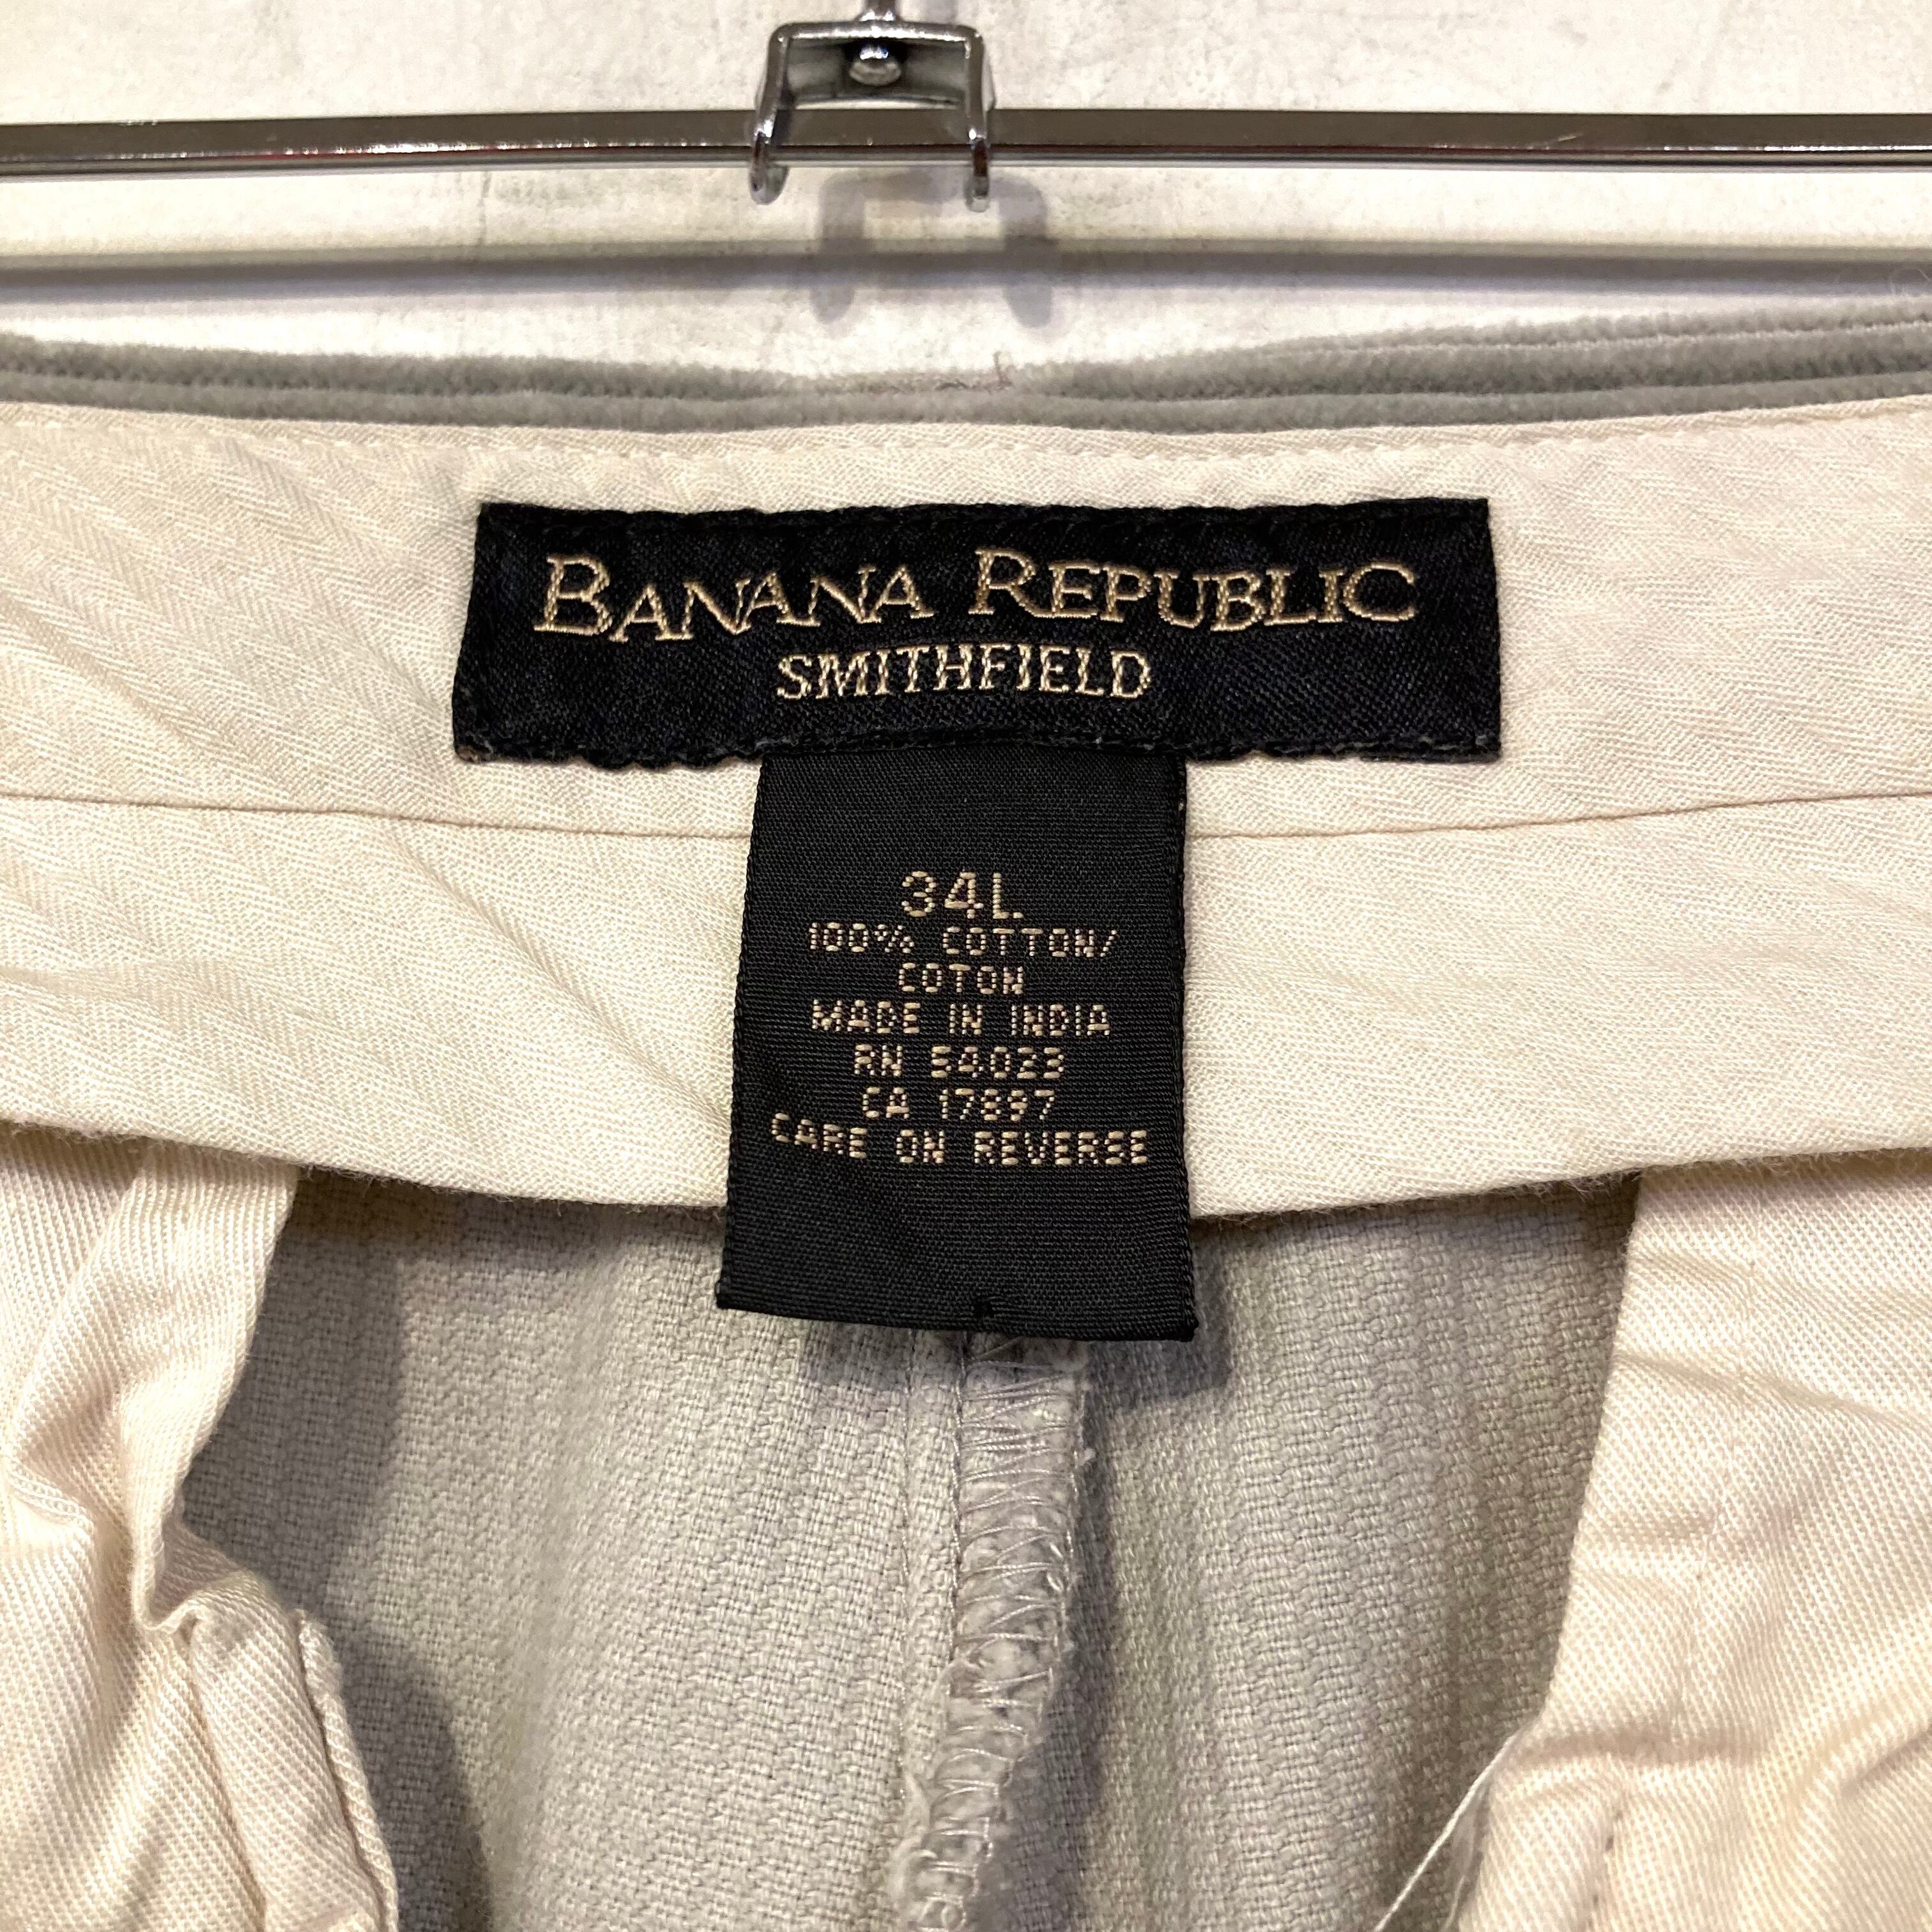 BANANA REPUBLIC
SMITHFIELD
34L
100% COTTON/
COTON
MADE IN INDIA
RN 54023
CA 17897
CARE ON REVERSE